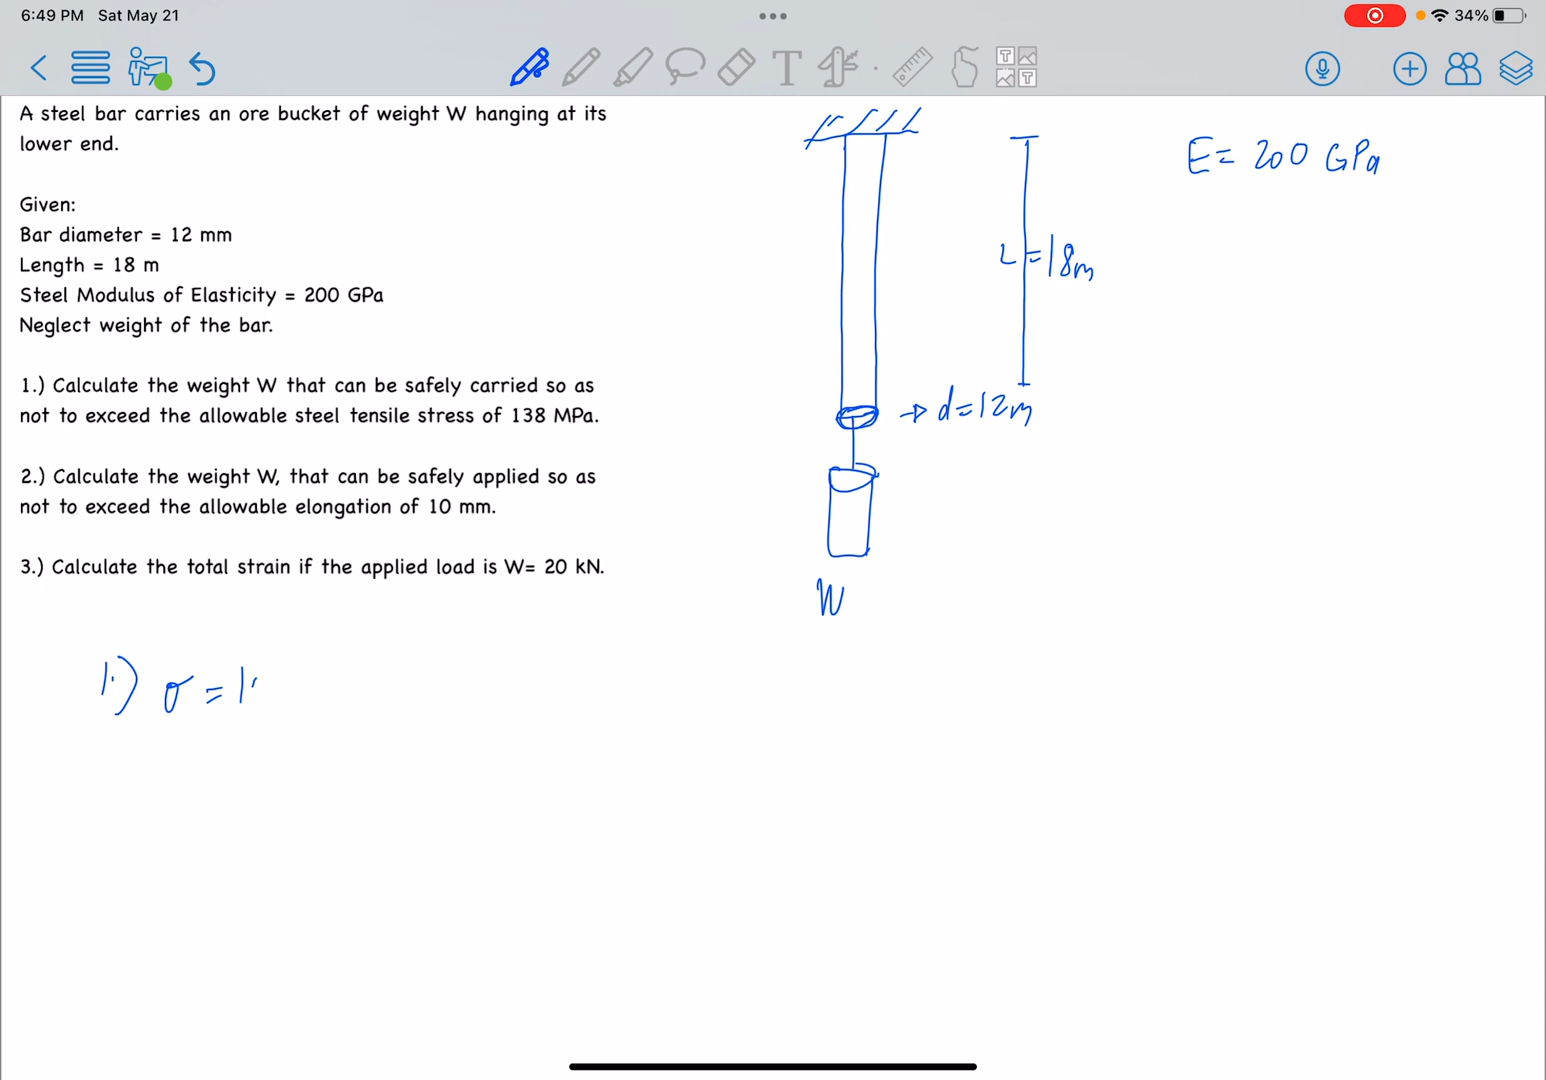 6:49 PM Sat May 21
34%
A steel bar carries an ore bucket of weight W hanging at its
lower end.
Given:
Bar diameter = 12 mm
Length = 18 m
Steel Modulus of Elasticity = 200 GPa
Neglect weight of the bar.
1.) Calculate the weight W that can be safely carried so as
not to exceed the allowable steel tensile stress of 138 MPa.
2.) Calculate the weight W, that can be safely applied so as
not to exceed the allowable elongation of 10 mm.
3.) Calculate the total strain if the applied load is W= 20 kN.
E= 200 GPa
L=18m
→ d=12m
W
1.) σ = 1